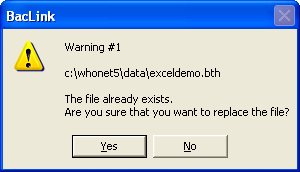 BacLink
Warning #1
c:\whonet5\data\exceldemo.bth
The file already exists.
Are you sure that you want to replace the file?
Yes
No